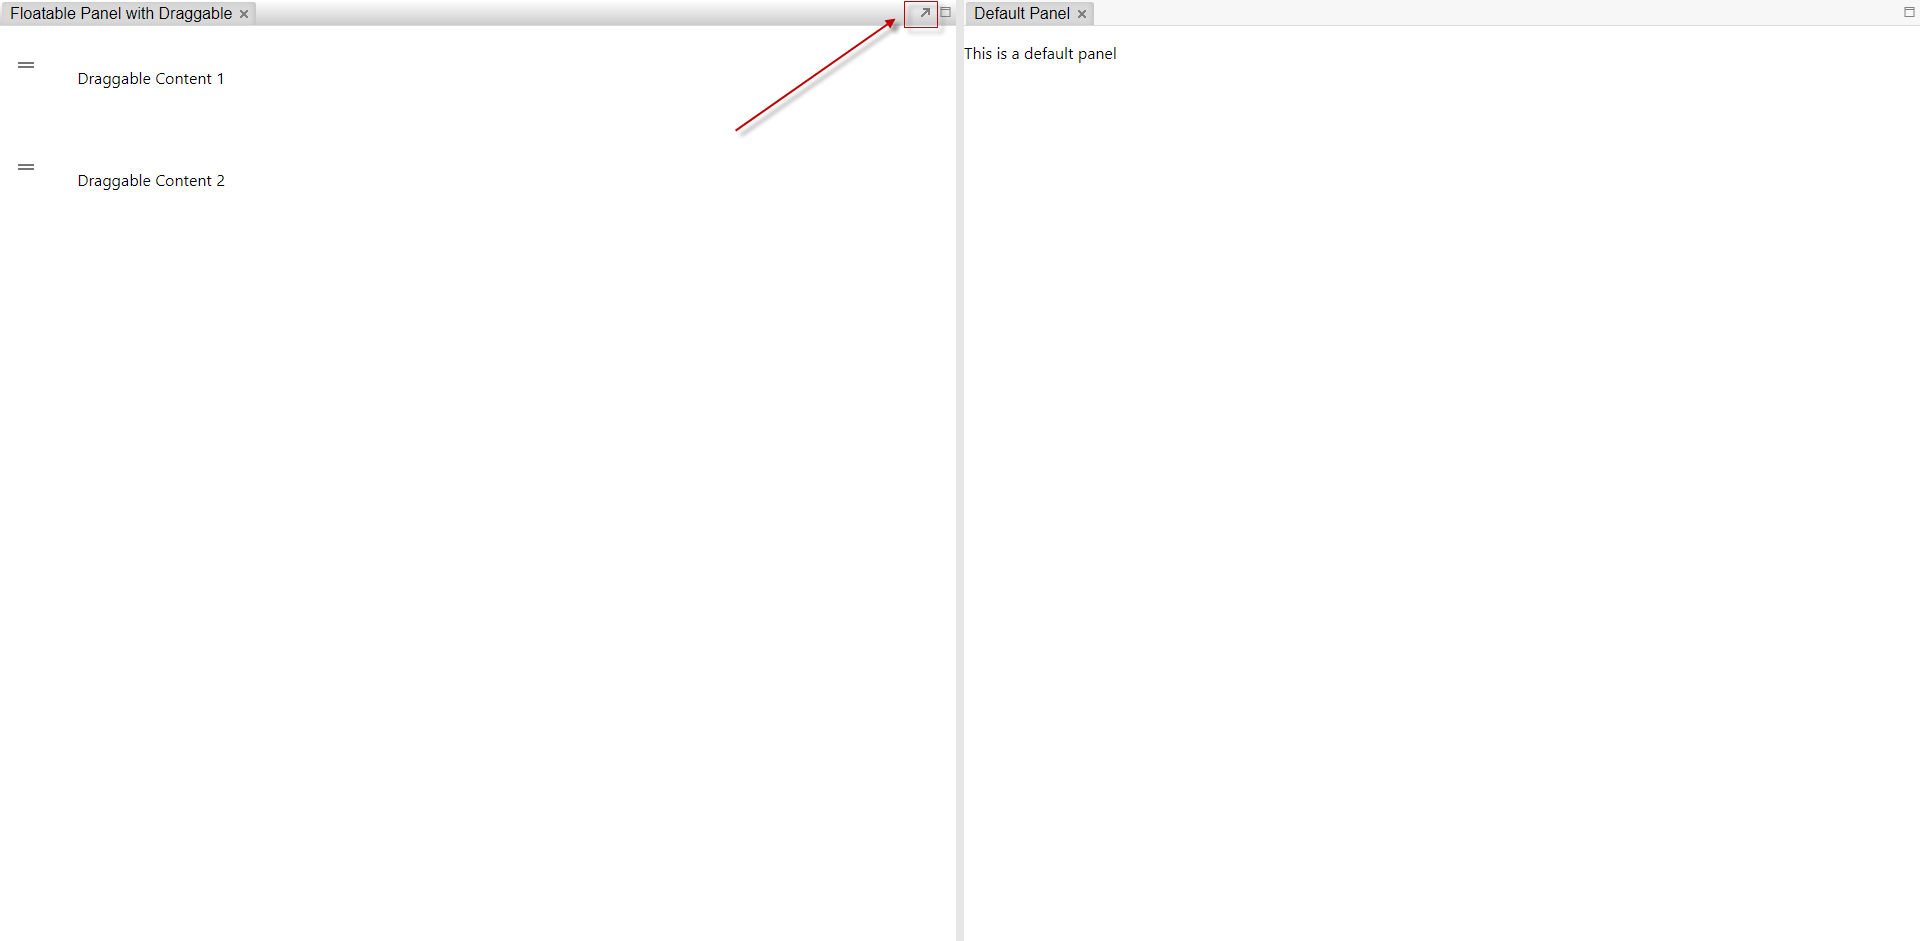 Floatable Panel with Draggable
Default Panel
Draggable Content 1
Draggable Content 2
This is a default panel